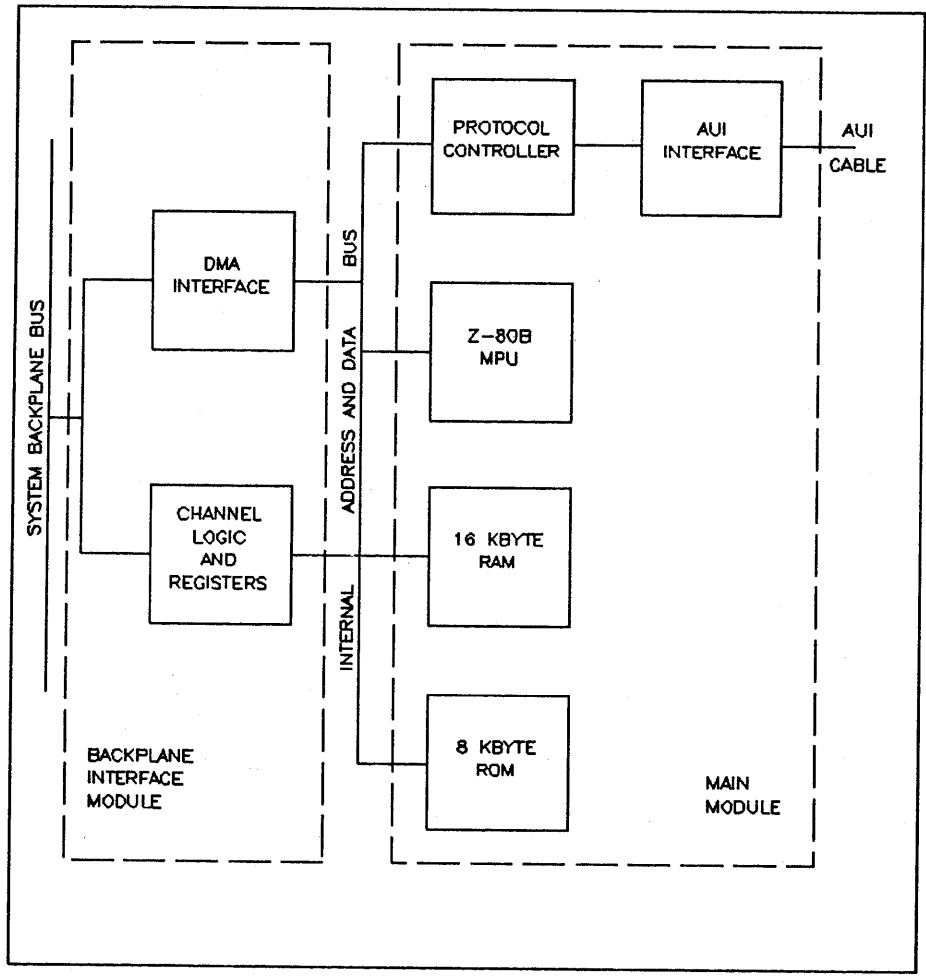 SYSTEM BACKPLANE BUS
DMA
INTERFACE
CHANNEL
LOGIC
AND
REGISTERS
BACKPLANE
INTERFACE
MODULE
INTERNAL ADDRESS AND DATA BUS
PROTOCOL
CONTROLLER
AUI
INTERFACE
AUI
CABLE
Z-80B
MPU
16 KBYTE
RAM
8 KBYTE
ROM
MAIN
MODULE